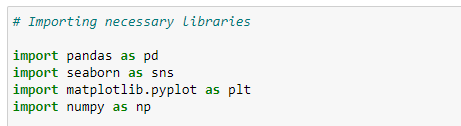 # Importing necessary libraries
import pandas as pd
import seaborn as sns
import matplotlib.pyplot as plt
import numpy as np